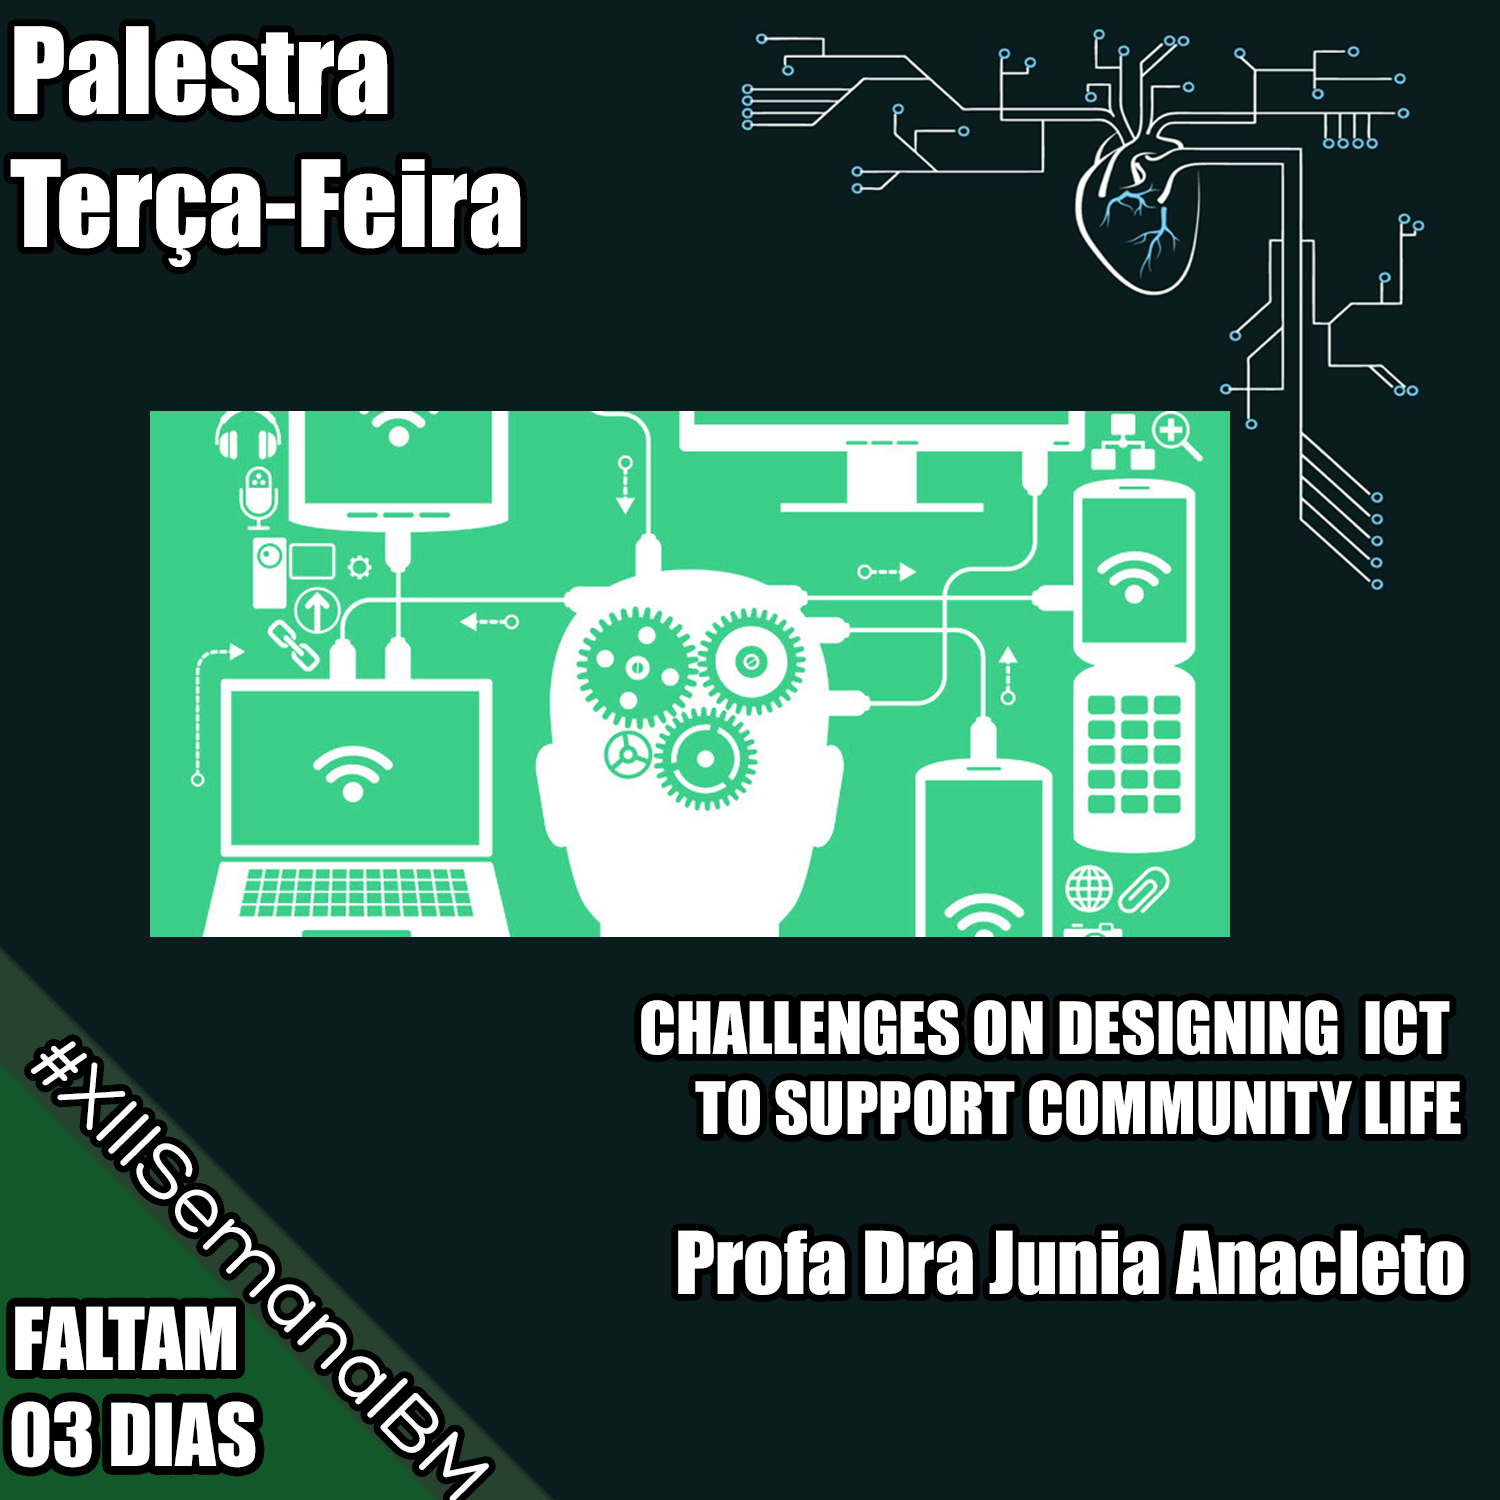 Palestra
Terça-Feira
CHALLENGES ON DESIGNING ICT
TO SUPPORT COMMUNITY LIFE
Profa Dra Junia Anacleto
#XIIISemanaIBM
FALTAM
03 DIAS